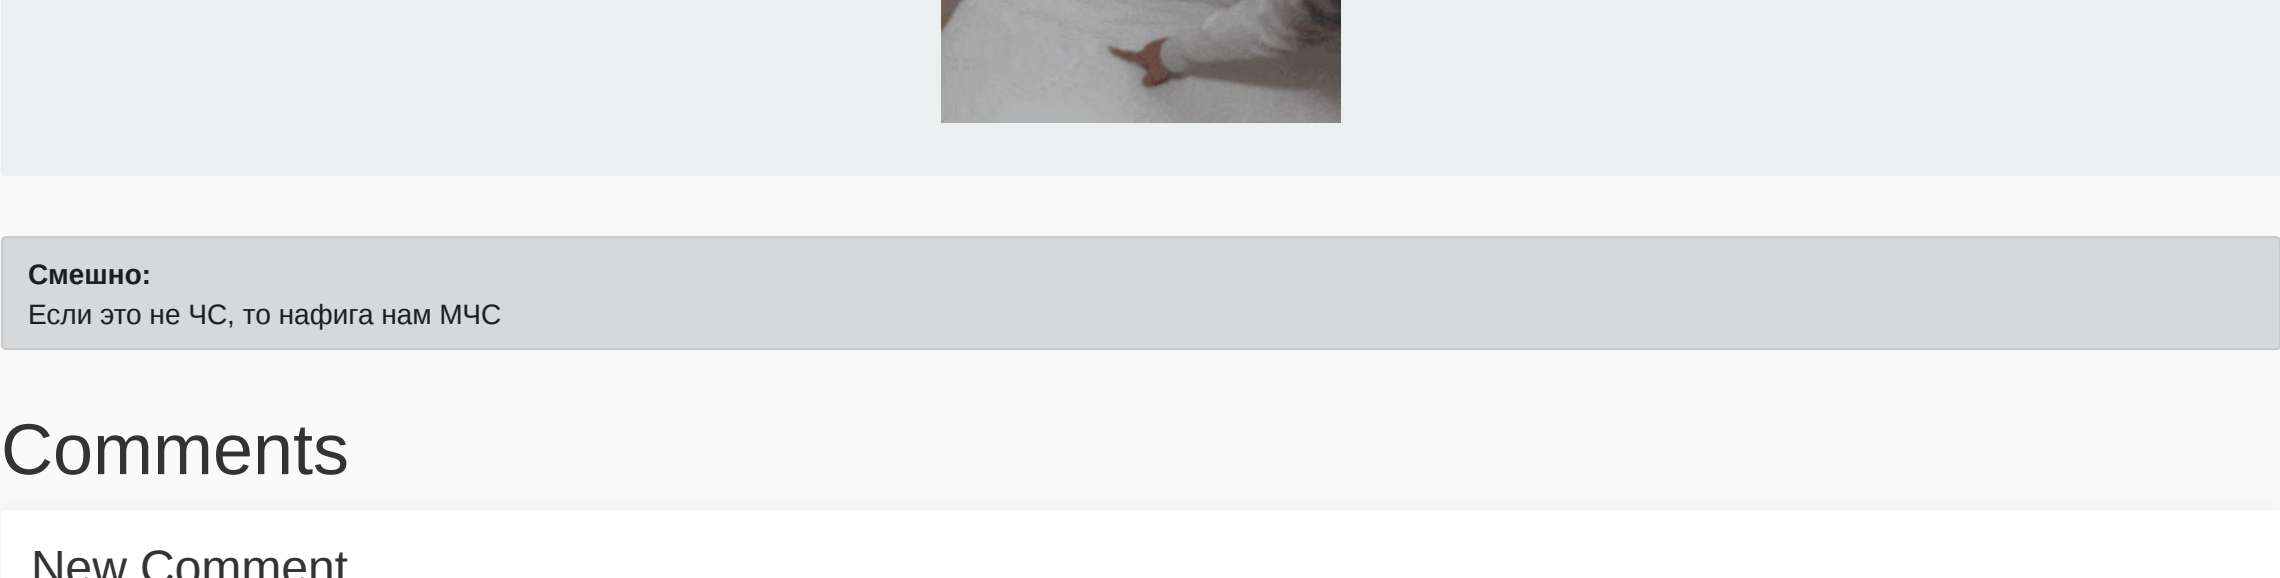 Смешно:
Если это не ЧС, то нафига нам МЧС
Comments
New Comment